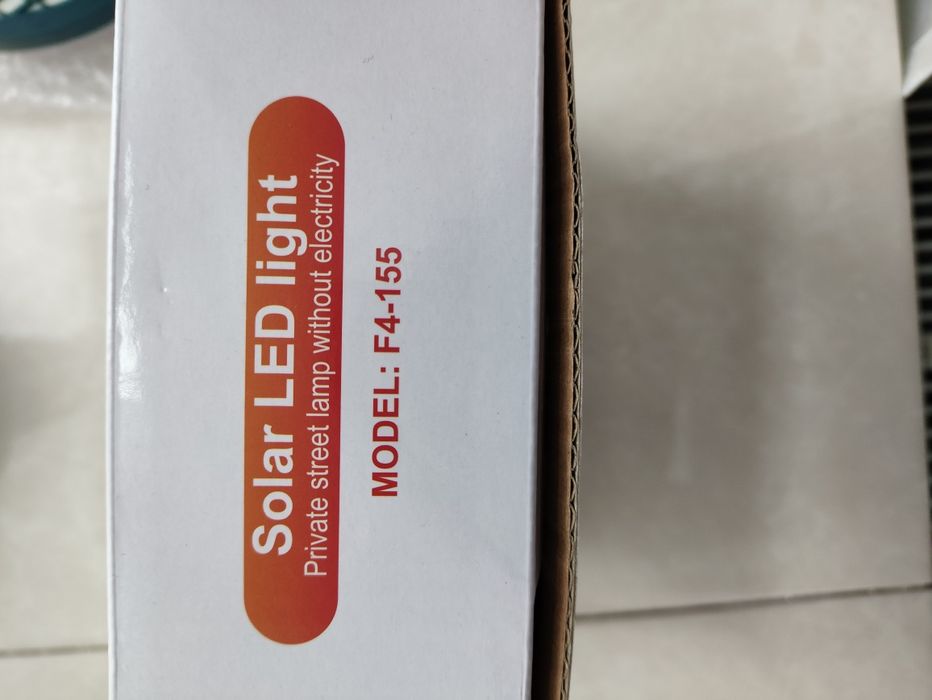 Solar LED light
Private street lamp without electricity
MODEL: F4-155